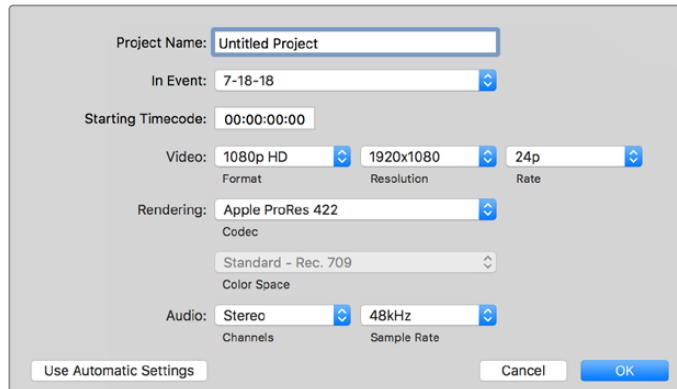 Project Name: Untitled Project
In Event: 7-18-18
Starting Timecode: 00:00:00:00
Video: 1080p HD 1920x1080 24p
Format Resolution Rate
Rendering: Apple ProRes 422
Codec
Standard - Rec. 709
Color Space
Audio: Stereo 48kHz
Channels Sample Rate
Use Automatic Settings Cancel OK